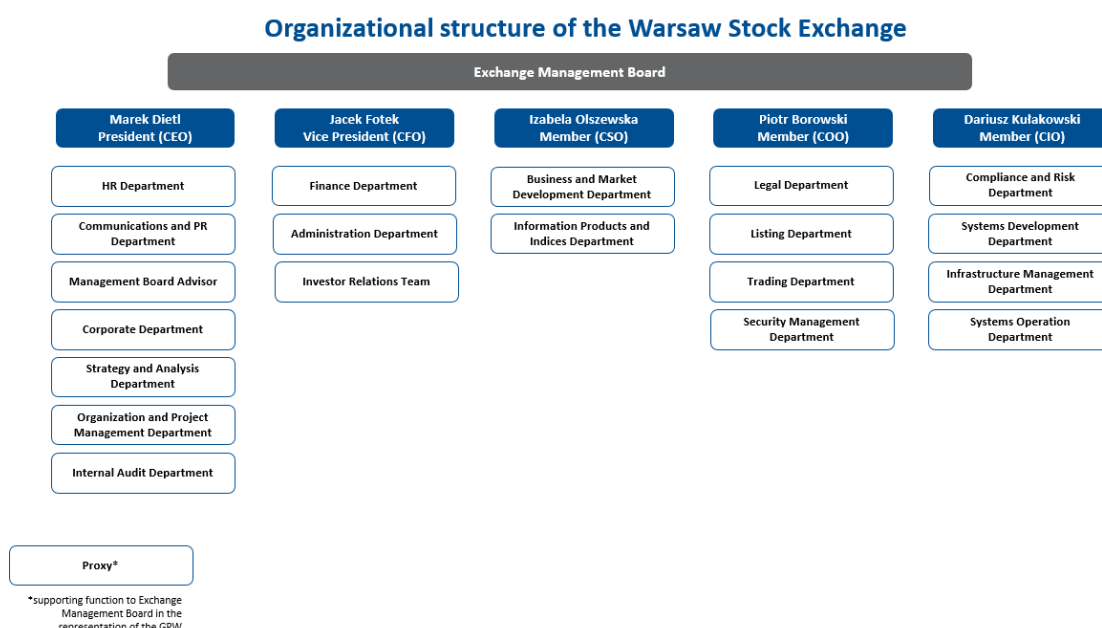 Organizational structure of the Warsaw Stock Exchange
Exchange Management Board
Marek Dietl
President (CEO)
HR Department
Communications and PR
Department
Management Board Advisor
Corporate Department
Strategy and Analysis
Department
Organization and Project
Management Department
Internal Audit Department
Jacek Fotek
Vice President (CFO)
Finance Department
Administration Department
Investor Relations Team
Izabela Olszewska
Member (CSO)
Business and Market
Development Department
Information Products and
Indices Department
Piotr Borowski
Member (COO)
Legal Department
Listing Department
Trading Department
Security Management
Department
Dariusz Kułakowski
Member (CIO)
Compliance and Risk
Department
Systems Development
Department
Infrastructure Management
Department
Systems Operation
Department
Proxy*
*supporting function to Exchange
Management Board in the
representation of the GPW